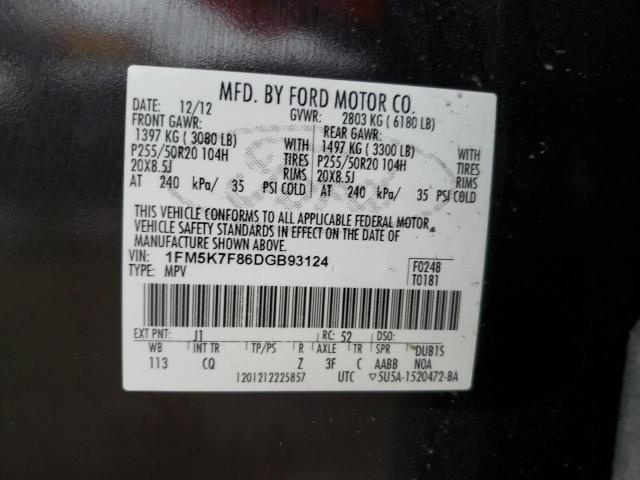 MFD. BY FORD MOTOR CO.
DATE: 12/12 GVWR: 2803 KG ( 6180 LB)
FRONT GAWR: REAR GAWR:
1397 KG ( 3080 LB) WITH 1497 KG ( 3300 LB) WITH
P255/50R20 104H TIRES P255/50R20 104H TIRES
20X8.5J RIMS 20X8.5J RIMS
AT 240 kPa/ 35 PSI COLD AT 240 kPa/ 35 PSI COLD
THIS VEHICLE CONFORMS TO ALL APPLICABLE FEDERAL MOTOR
VEHICLE SAFETY STANDARDS IN EFFECT ON THE DATE OF
MANUFACTURE SHOWN ABOVE.
VIN: 1FM5K7F86DGB93124 F0248
TYPE: MPV T0181
EXT PNT: J1 RC: 52 DSO:
WB INT TR TP/PS R AXLE TR SPR DUB1S
113 CQ Z 3F C AABB N0A
1201212225857 UTC ▽5U5A-1520472-BA
Ford